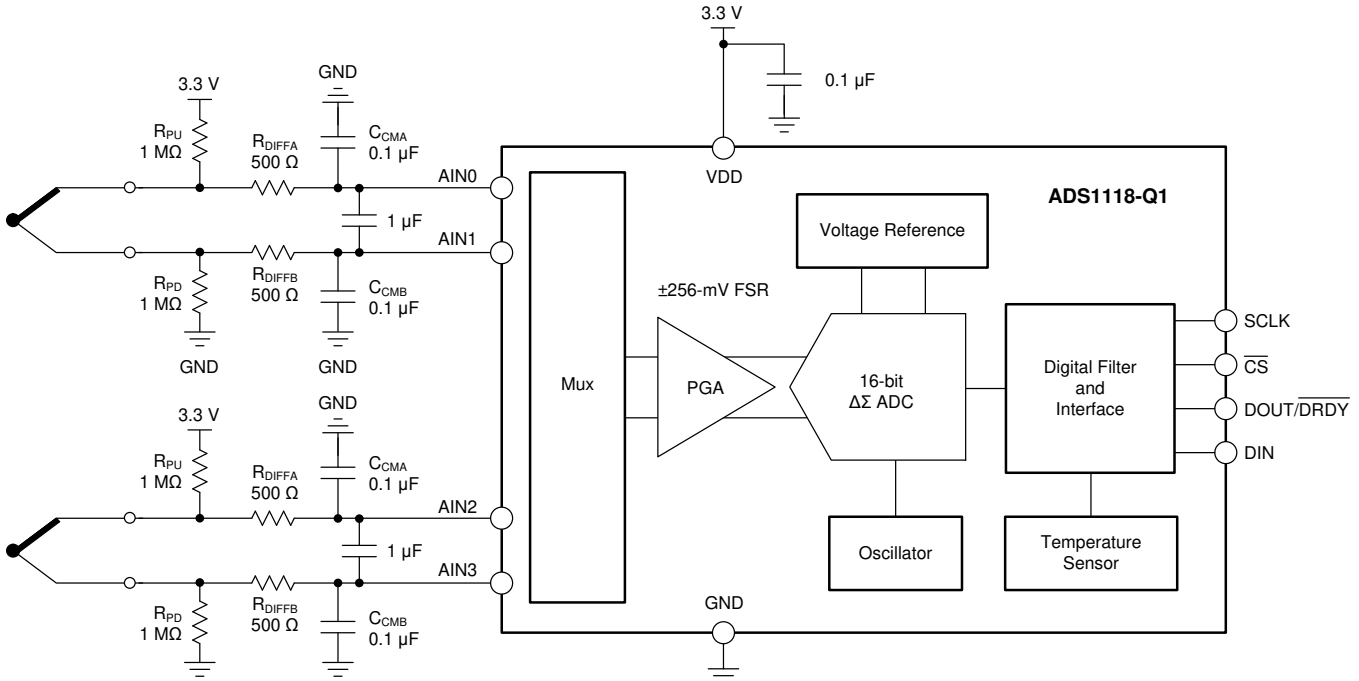 3.3 V
0.1 µF
VDD
ADS1118-Q1
3.3 V
R_PU
1 MΩ
R_DIFFA
500 Ω
GND
C_CMA
0.1 µF
AIN0
1 µF
AIN1
R_PD
1 MΩ
GND
R_DIFFB
500 Ω
C_CMB
0.1 µF
GND
3.3 V
R_PU
1 MΩ
R_DIFFA
500 Ω
GND
C_CMA
0.1 µF
AIN2
1 µF
AIN3
R_PD
1 MΩ
R_DIFFB
500 Ω
C_CMB
0.1 µF
Mux
±256-mV FSR
PGA
Voltage Reference
16-bit
ΔΣ ADC
Oscillator
Digital Filter
and
Interface
Temperature
Sensor
SCLK
C̅S̅
DOUT/D̅R̅D̅Y̅
DIN
GND